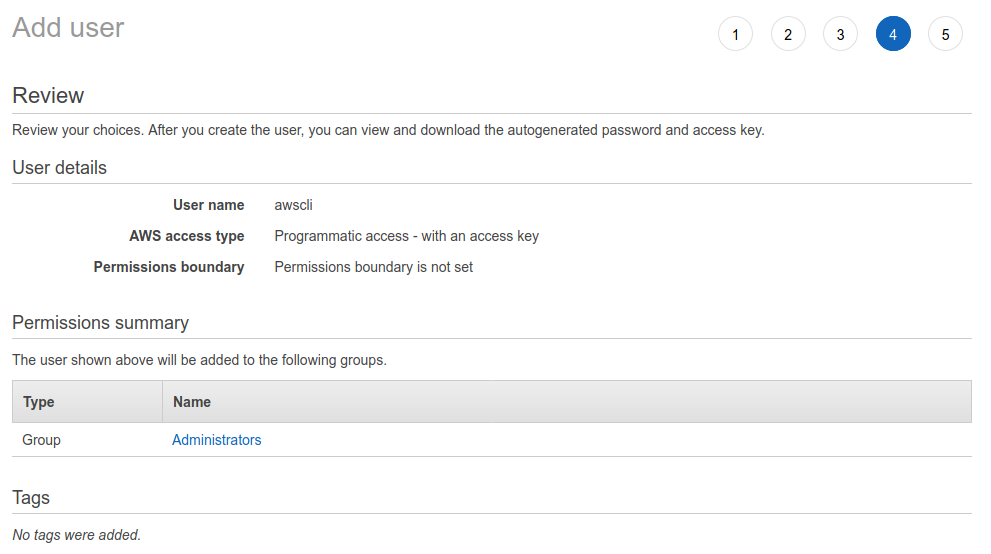 Add user
1 2 3 4 5
Review
Review your choices. After you create the user, you can view and download the autogenerated password and access key.
User details
User name awscli
AWS access type Programmatic access - with an access key
Permissions boundary Permissions boundary is not set
Permissions summary
The user shown above will be added to the following groups.
Type Name
Group Administrators
Tags
No tags were added.